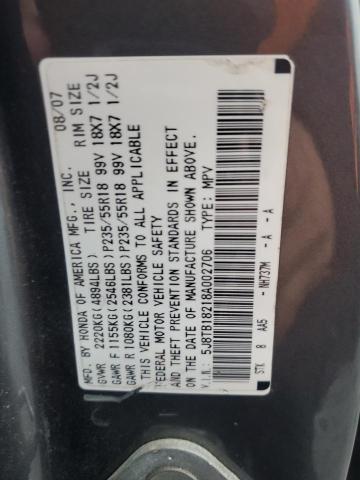 MFD. BY HONDA OF AMERICA MFG., INC. 08/07
TIRE SIZE RIM SIZE
GVWR 2220KG(4894LBS)
GAWR F 1155KG(2546LBS)P235/55R18 99V 18X7 1/2J
GAWR R 1080KG(2381LBS)P235/55R18 99V 18X7 1/2J
THIS VEHICLE CONFORMS TO ALL APPLICABLE
FEDERAL MOTOR VEHICLE SAFETY
AND THEFT PREVENTION STANDARDS IN EFFECT
ON THE DATE OF MANUFACTURE SHOWN ABOVE.
V.I.N.: 5J8TB18218A002706 TYPE: MPV
STK 8 AA5 - NH737M - A - A